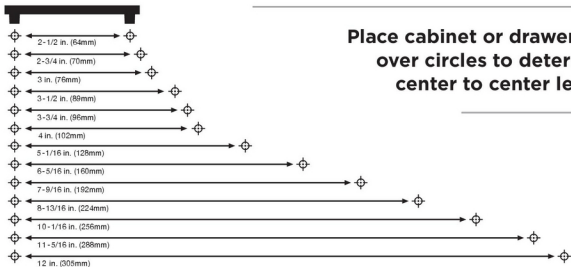 2-1/2 in. (64mm)
2-3/4 in. (70mm)
3 in. (76mm)
3-1/2 in. (89mm)
3-3/4 in. (96mm)
4 in. (102mm)
5-1/16 in. (128mm)
6-5/16 in. (160mm)
7-9/16 in. (192mm)
8-13/16 in. (224mm)
10-1/16 in. (256mm)
11-5/16 in. (288mm)
12 in. (305mm)
Place cabinet or drawer
over circles to deter
center to center le